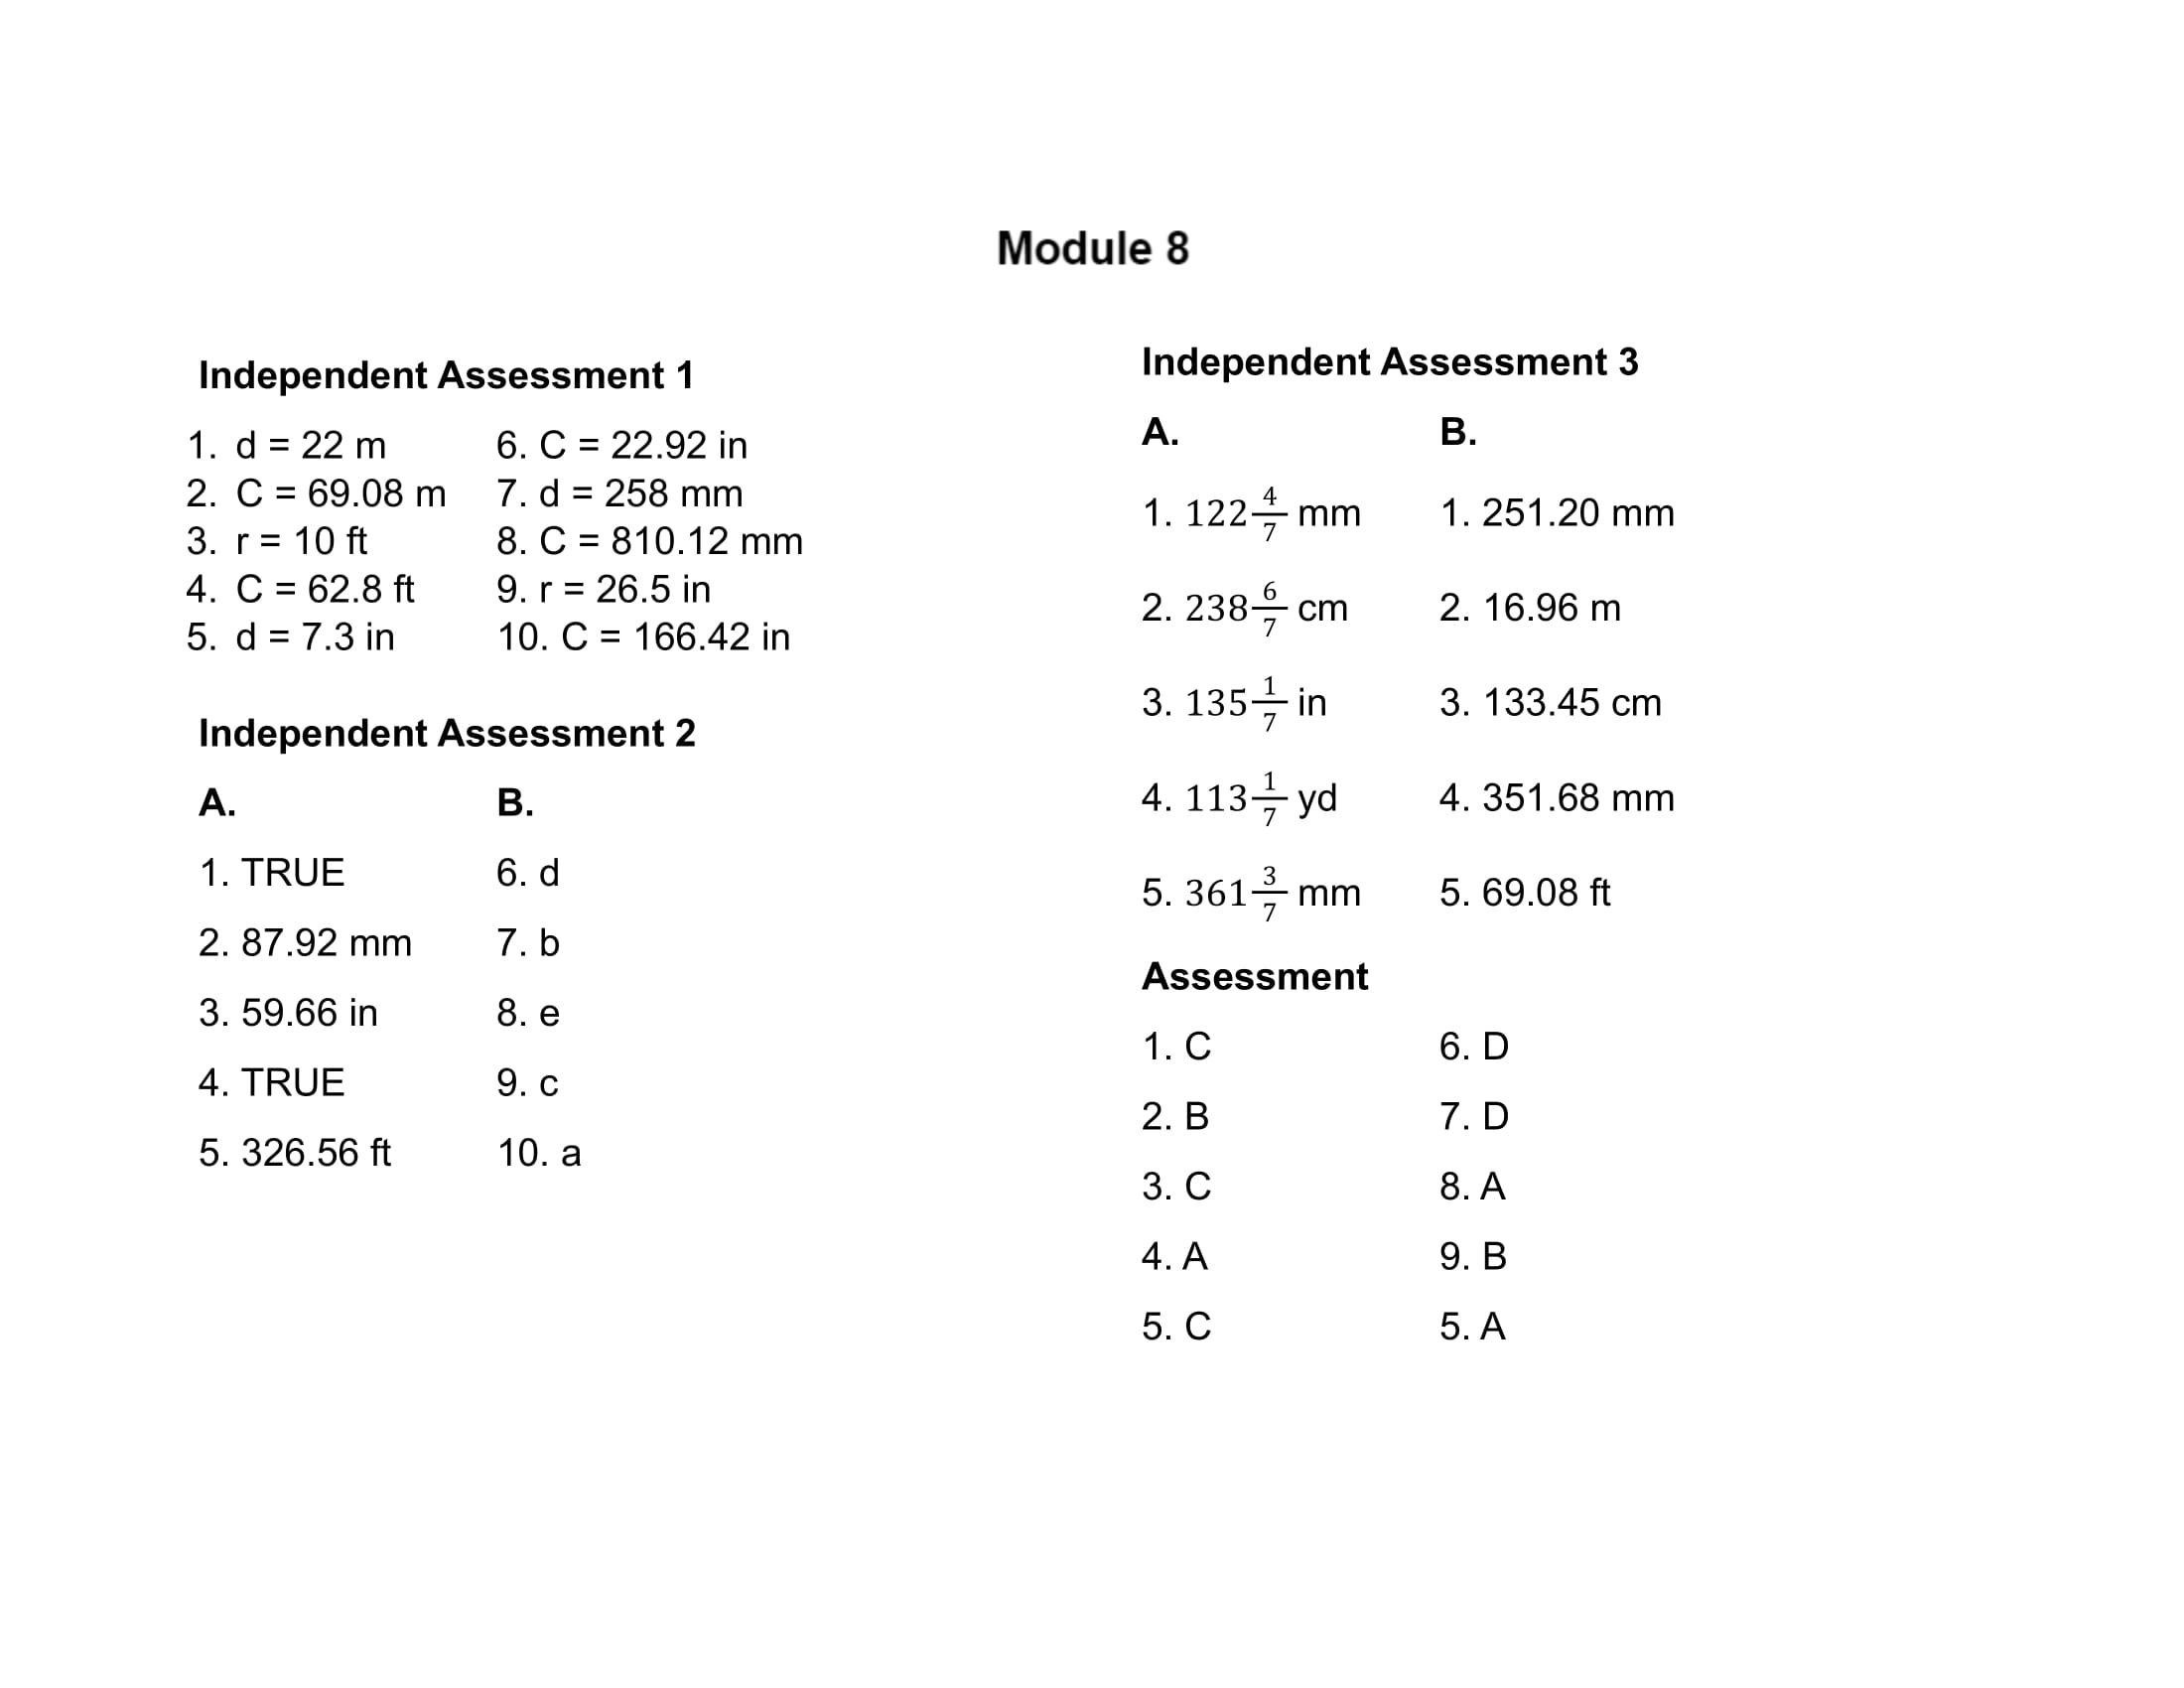 Module 8
Independent Assessment 1
1. d = 22 m 6. C = 22.92 in
2. C = 69.08 m 7. d = 258 mm
3. r = 10 ft 8. C = 810.12 mm
4. C = 62.8 ft 9. r = 26.5 in
5. d = 7.3 in 10. C = 166.42 in
Independent Assessment 2
A. B.
1. TRUE 6. d
2. 87.92 mm 7. b
3. 59.66 in 8. e
4. TRUE 9. c
5. 326.56 ft 10. a
Independent Assessment 3
A. B.
1. 122 4/7 mm 1. 251.20 mm
2. 238 6/7 cm 2. 16.96 m
3. 135 1/7 in 3. 133.45 cm
4. 113 1/7 yd 4. 351.68 mm
5. 361 3/7 mm 5. 69.08 ft
Assessment
1. C 6. D
2. B 7. D
3. C 8. A
4. A 9. B
5. C 5. A